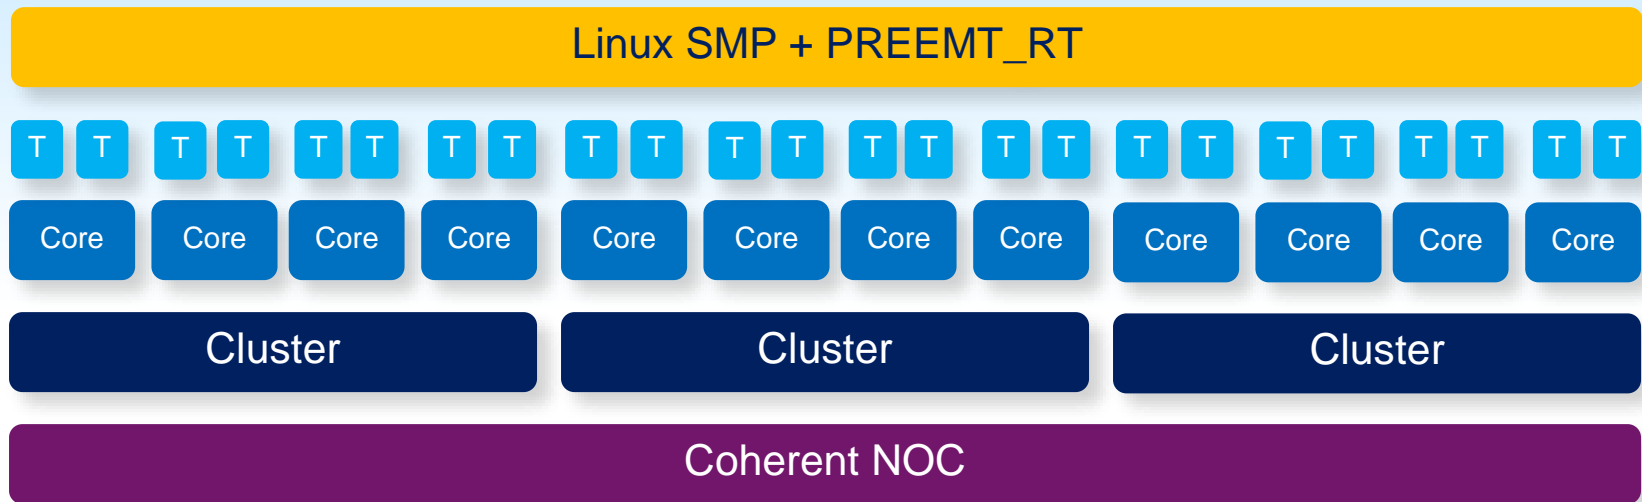 Linux SMP + PREEMT_RT
T T T T T T T T T T T T T T T T T T T T T T T T
Core Core Core Core Core Core Core Core Core Core Core Core
Cluster Cluster Cluster
Coherent NOC